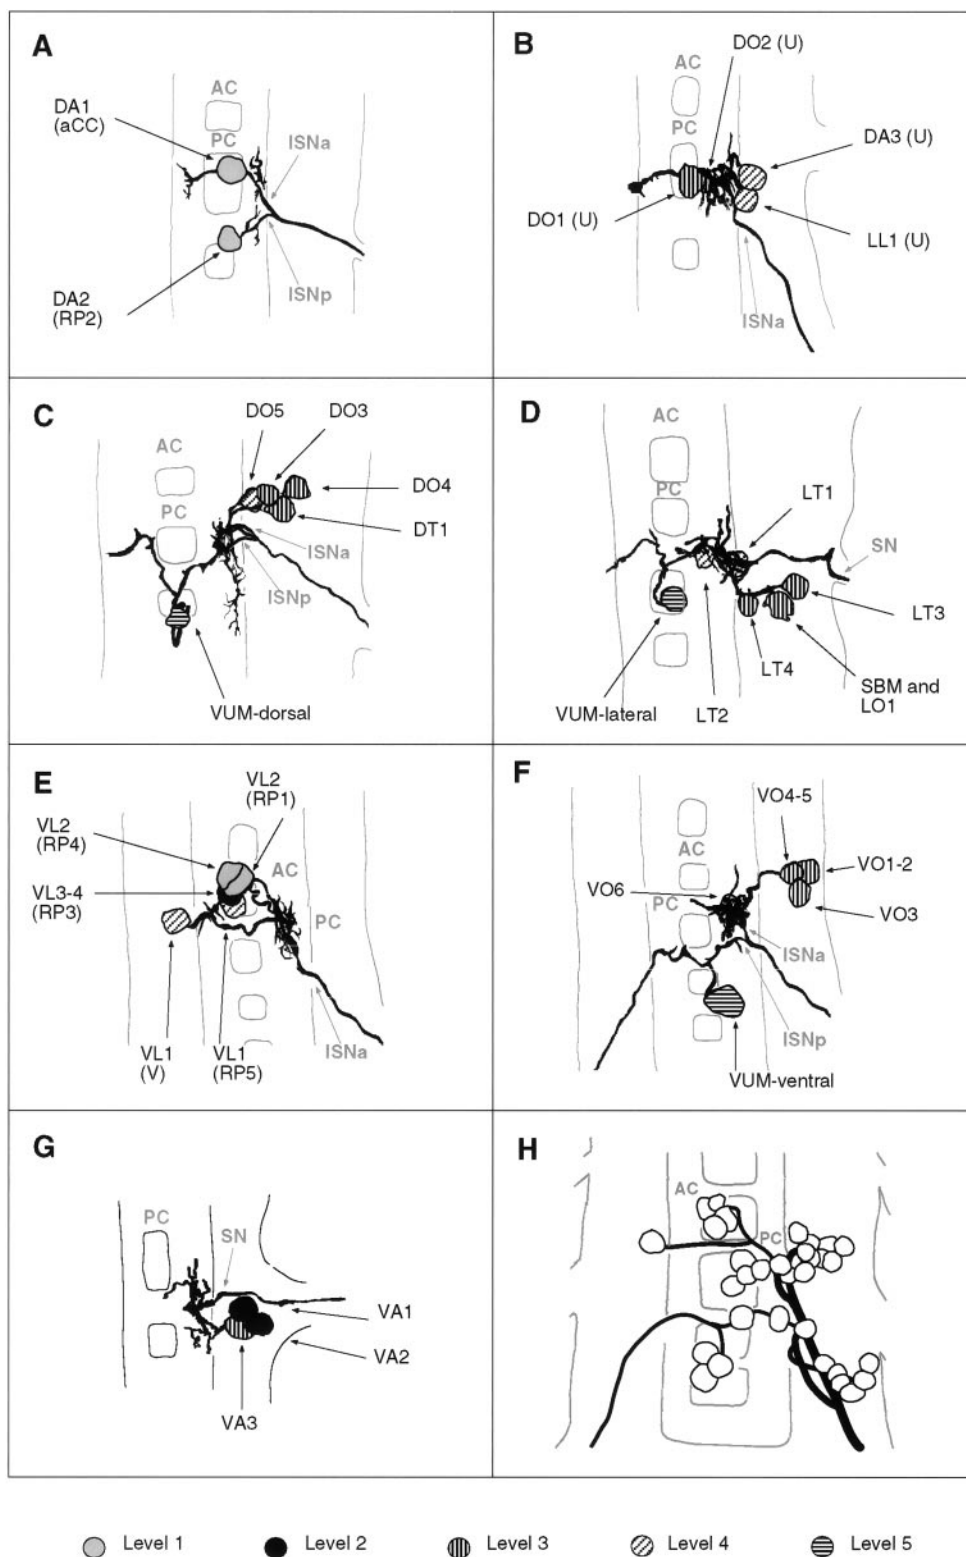 A
AC
DA1
(aCC)
PC
ISNa
DA2
(RP2)
ISNp
B
DO2 (U)
AC
PC
DA3 (U)
DO1 (U)
LL1 (U)
ISNa
C
DO5
DO3
AC
DO4
PC
DT1
ISNa
ISNp
VUM-dorsal
D
AC
PC
LT1
SN
LT3
LT4
SBM and
LO1
VUM-lateral
LT2
E
VL2
(RP1)
VL2
(RP4)
AC
VL3-4
(RP3)
PC
ISNa
VL1
(V)
VL1
(RP5)
F
VO4-5
AC
VO1-2
VO6
PC
VO3
ISNa
ISNp
VUM-ventral
G
PC
SN
VA1
VA2
VA3
H
AC
PC
Level 1
Level 2
Level 3
Level 4
Level 5